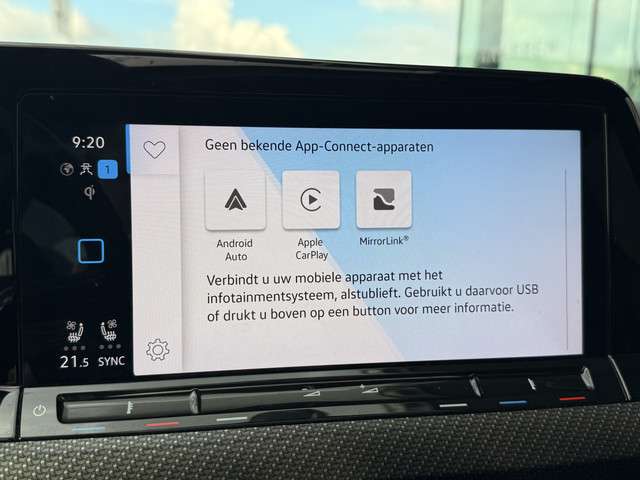 9:20
1
Geen bekende App-Connect-apparaten
Android
Auto
Apple
CarPlay
MirrorLink®
Verbindt u uw mobiele apparaat met het
infotainmentsysteem, alstublieft. Gebruikt u daarvoor USB
of drukt u boven op een button voor meer informatie.
21.5 SYNC